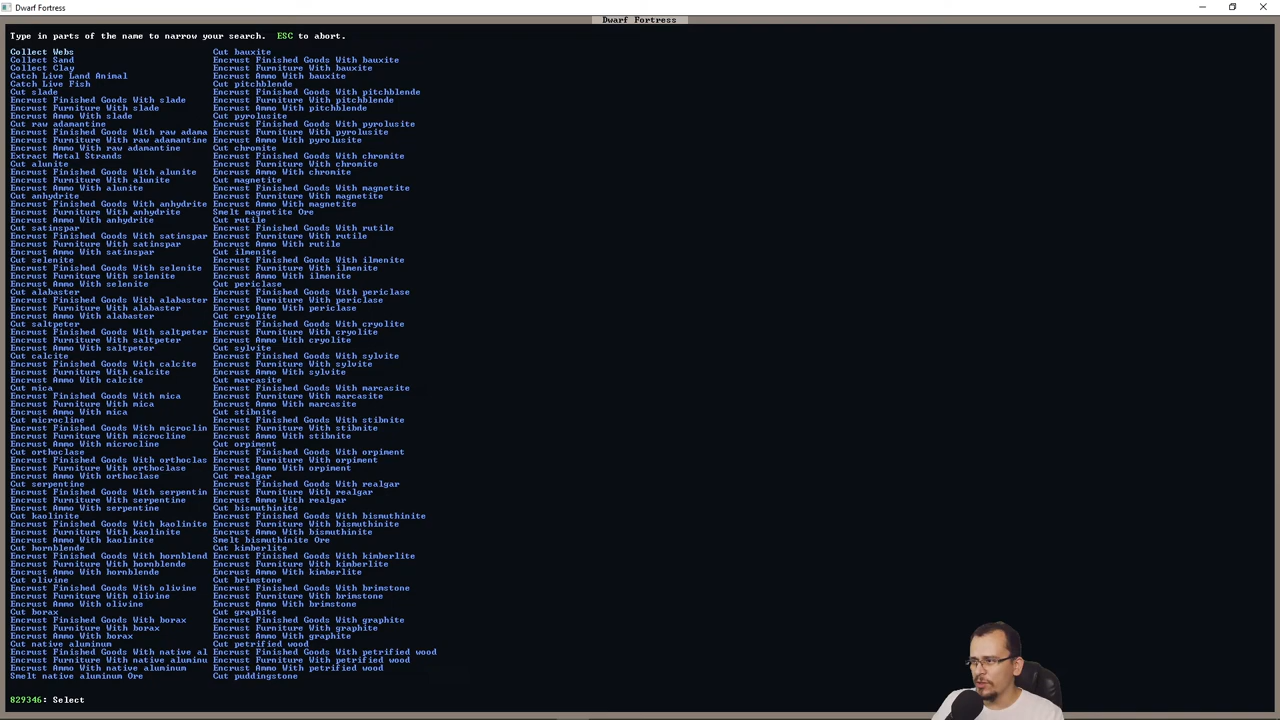 Dwarf Fortress
Dwarf Fortress
Type in parts of the name to narrow your search.  ESC to abort.
Collect Webs
Collect Sand
Collect Clay
Catch Live Land Animal
Catch Live Fish
Cut slade
Encrust Finished Goods With slade
Encrust Furniture With slade
Encrust Ammo With slade
Cut raw adamantine
Encrust Finished Goods With raw adama
Encrust Furniture With raw adamantine
Encrust Ammo With raw adamantine
Extract Metal Strands
Cut alunite
Encrust Finished Goods With alunite
Encrust Furniture With alunite
Encrust Ammo With alunite
Cut anhydrite
Encrust Finished Goods With anhydrite
Encrust Furniture With anhydrite
Encrust Ammo With anhydrite
Cut satinspar
Encrust Finished Goods With satinspar
Encrust Furniture With satinspar
Encrust Ammo With satinspar
Cut selenite
Encrust Finished Goods With selenite
Encrust Furniture With selenite
Encrust Ammo With selenite
Cut alabaster
Encrust Finished Goods With alabaster
Encrust Furniture With alabaster
Encrust Ammo With alabaster
Cut saltpeter
Encrust Finished Goods With saltpeter
Encrust Furniture With saltpeter
Encrust Ammo With saltpeter
Cut calcite
Encrust Finished Goods With calcite
Encrust Furniture With calcite
Encrust Ammo With calcite
Cut mica
Encrust Finished Goods With mica
Encrust Furniture With mica
Encrust Ammo With mica
Cut microcline
Encrust Finished Goods With microclin
Encrust Furniture With microcline
Encrust Ammo With microcline
Cut orthoclase
Encrust Finished Goods With orthoclas
Encrust Furniture With orthoclase
Encrust Ammo With orthoclase
Cut serpentine
Encrust Finished Goods With serpentin
Encrust Furniture With serpentine
Encrust Ammo With serpentine
Cut kaolinite
Encrust Finished Goods With kaolinite
Encrust Furniture With kaolinite
Encrust Ammo With kaolinite
Cut hornblende
Encrust Finished Goods With hornblend
Encrust Furniture With hornblende
Encrust Ammo With hornblende
Cut olivine
Encrust Finished Goods With olivine
Encrust Furniture With olivine
Encrust Ammo With olivine
Cut borax
Encrust Finished Goods With borax
Encrust Furniture With borax
Encrust Ammo With borax
Cut native aluminum
Encrust Finished Goods With native al
Encrust Furniture With native aluminu
Encrust Ammo With native aluminum
Smelt native aluminum Ore
Cut bauxite
Encrust Finished Goods With bauxite
Encrust Furniture With bauxite
Encrust Ammo With bauxite
Cut pitchblende
Encrust Finished Goods With pitchblende
Encrust Furniture With pitchblende
Encrust Ammo With pitchblende
Cut pyrolusite
Encrust Finished Goods With pyrolusite
Encrust Furniture With pyrolusite
Encrust Ammo With pyrolusite
Cut chromite
Encrust Finished Goods With chromite
Encrust Furniture With chromite
Encrust Ammo With chromite
Cut magnetite
Encrust Finished Goods With magnetite
Encrust Furniture With magnetite
Encrust Ammo With magnetite
Smelt magnetite Ore
Cut rutile
Encrust Finished Goods With rutile
Encrust Furniture With rutile
Encrust Ammo With rutile
Cut ilmenite
Encrust Finished Goods With ilmenite
Encrust Furniture With ilmenite
Encrust Ammo With ilmenite
Cut periclase
Encrust Finished Goods With periclase
Encrust Furniture With periclase
Encrust Ammo With periclase
Cut cryolite
Encrust Finished Goods With cryolite
Encrust Furniture With cryolite
Encrust Ammo With cryolite
Cut sylvite
Encrust Finished Goods With sylvite
Encrust Furniture With sylvite
Encrust Ammo With sylvite
Cut marcasite
Encrust Finished Goods With marcasite
Encrust Furniture With marcasite
Encrust Ammo With marcasite
Cut stibnite
Encrust Finished Goods With stibnite
Encrust Furniture With stibnite
Encrust Ammo With stibnite
Cut orpiment
Encrust Finished Goods With orpiment
Encrust Furniture With orpiment
Encrust Ammo With orpiment
Cut realgar
Encrust Finished Goods With realgar
Encrust Furniture With realgar
Encrust Ammo With realgar
Cut bismuthinite
Encrust Finished Goods With bismuthinite
Encrust Furniture With bismuthinite
Encrust Ammo With bismuthinite
Smelt bismuthinite Ore
Cut kimberlite
Encrust Finished Goods With kimberlite
Encrust Furniture With kimberlite
Encrust Ammo With kimberlite
Cut brimstone
Encrust Finished Goods With brimstone
Encrust Furniture With brimstone
Encrust Ammo With brimstone
Cut graphite
Encrust Finished Goods With graphite
Encrust Furniture With graphite
Encrust Ammo With graphite
Cut petrified wood
Encrust Finished Goods With petrified wood
Encrust Furniture With petrified wood
Encrust Ammo With petrified wood
Cut puddingstone
829346: Select